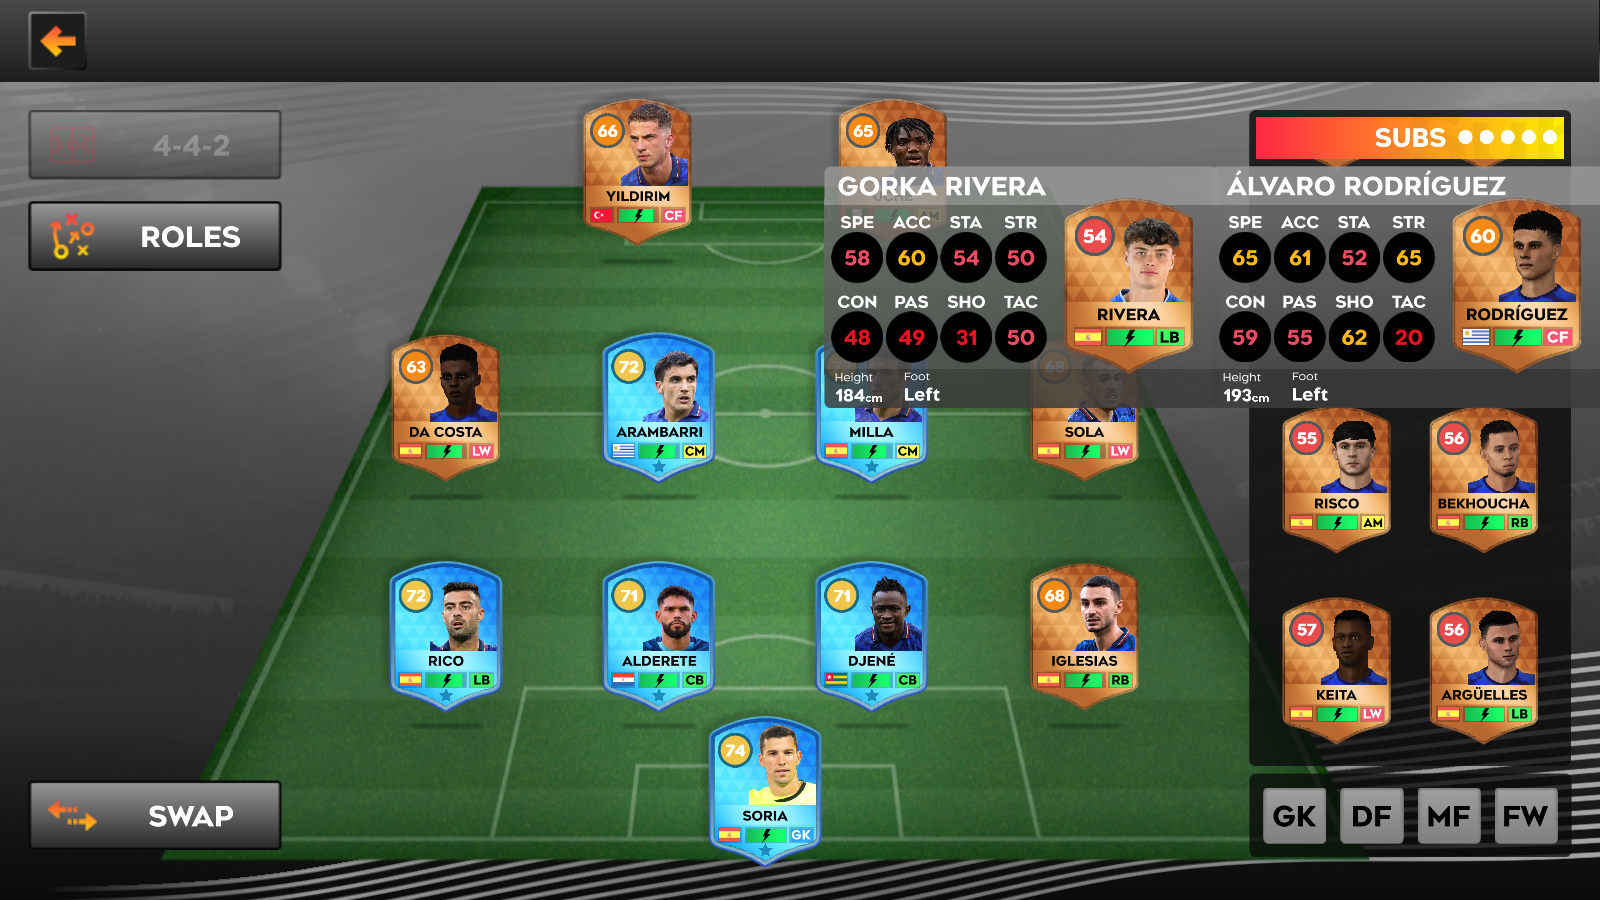 4-4-2
ROLES
SWAP
66
YILDIRIM
CF
65
UCHE
SUBS
GORKA RIVERA
SPE ACC STA STR
58 60 54 50
CON PAS SHO TAC
48 49 31 50
Height Foot
184cm Left
54
RIVERA
LB
ÁLVARO RODRÍGUEZ
SPE ACC STA STR
65 61 52 65
CON PAS SHO TAC
59 55 62 20
Height Foot
193cm Left
60
RODRÍGUEZ
CF
63
DA COSTA
LW
72
ARAMBARRI
CM
MILLA
CM
68
SOLA
LW
55
RISCO
AM
56
BEKHOUCHA
RB
72
RICO
LB
71
ALDERETE
CB
71
DJENÉ
CB
68
IGLESIAS
RB
57
KEITA
LW
56
ARGÜELLES
LB
74
SORIA
GK
GK DF MF FW